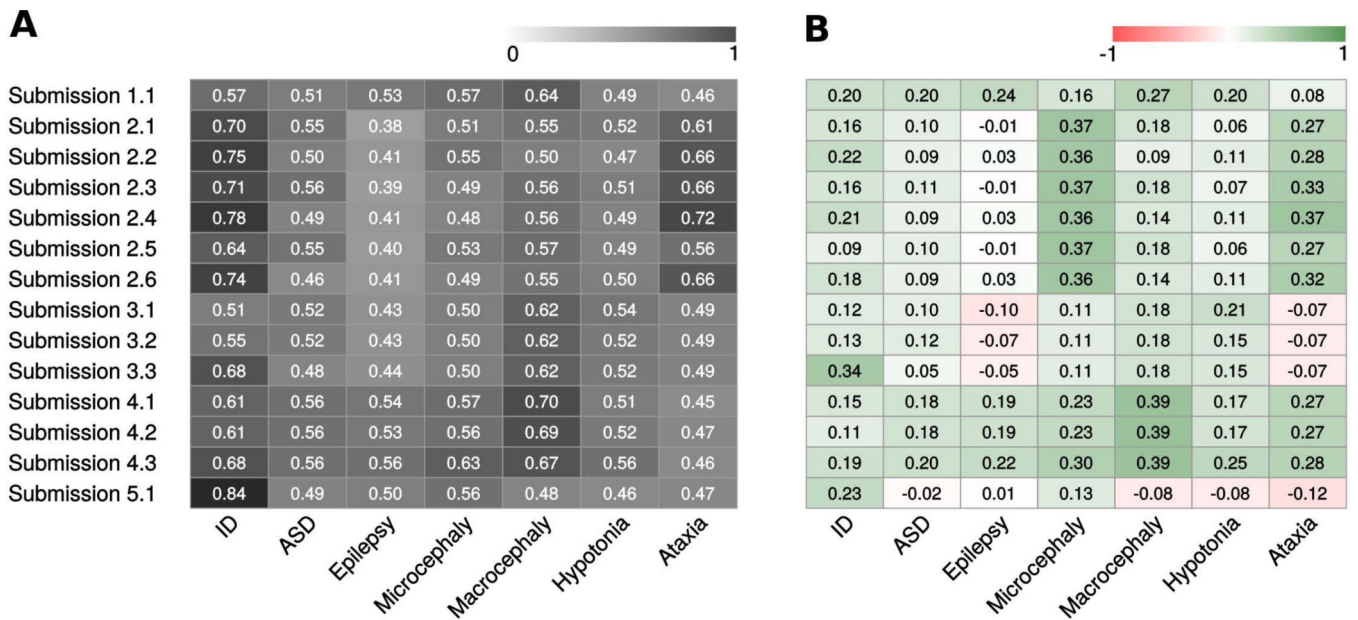 A B
0 1 -1 1
Submission 1.1 0.57 0.51 0.53 0.57 0.64 0.49 0.46 0.20 0.20 0.24 0.16 0.27 0.20 0.08
Submission 2.1 0.70 0.55 0.38 0.51 0.55 0.52 0.61 0.16 0.10 -0.01 0.37 0.18 0.06 0.27
Submission 2.2 0.75 0.50 0.41 0.55 0.50 0.47 0.66 0.22 0.09 0.03 0.36 0.09 0.11 0.28
Submission 2.3 0.71 0.56 0.39 0.49 0.56 0.51 0.66 0.16 0.11 -0.01 0.37 0.18 0.07 0.33
Submission 2.4 0.78 0.49 0.41 0.48 0.56 0.49 0.72 0.21 0.09 0.03 0.36 0.14 0.11 0.37
Submission 2.5 0.64 0.55 0.40 0.53 0.57 0.49 0.56 0.09 0.10 -0.01 0.37 0.18 0.06 0.27
Submission 2.6 0.74 0.46 0.41 0.49 0.55 0.50 0.66 0.18 0.09 0.03 0.36 0.14 0.11 0.32
Submission 3.1 0.51 0.52 0.43 0.50 0.62 0.54 0.49 0.12 0.10 -0.10 0.11 0.18 0.21 -0.07
Submission 3.2 0.55 0.52 0.43 0.50 0.62 0.52 0.49 0.13 0.12 -0.07 0.11 0.18 0.15 -0.07
Submission 3.3 0.68 0.48 0.44 0.50 0.62 0.52 0.49 0.34 0.05 -0.05 0.11 0.18 0.15 -0.07
Submission 4.1 0.61 0.56 0.54 0.57 0.70 0.51 0.45 0.15 0.18 0.19 0.23 0.39 0.17 0.27
Submission 4.2 0.61 0.56 0.53 0.56 0.69 0.52 0.47 0.11 0.18 0.19 0.23 0.39 0.17 0.27
Submission 4.3 0.68 0.56 0.56 0.63 0.67 0.56 0.46 0.19 0.20 0.22 0.30 0.39 0.25 0.28
Submission 5.1 0.84 0.49 0.50 0.56 0.48 0.46 0.47 0.23 -0.02 0.01 0.13 -0.08 -0.08 -0.12
ID ASD Epilepsy Microcephaly Macrocephaly Hypotonia Ataxia ID ASD Epilepsy Microcephaly Macrocephaly Hypotonia Ataxia